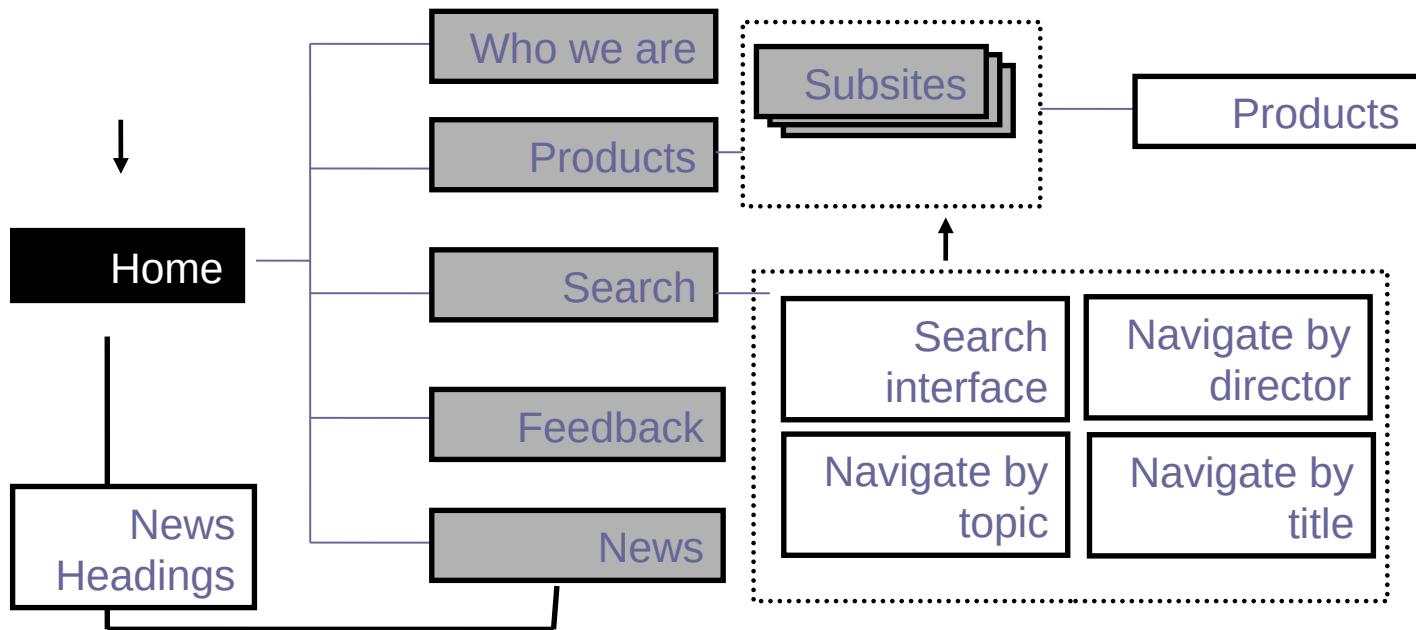 Who we are
Subsites
Products
Products
Home
Search
Search
interface
Navigate by
director
Feedback
Navigate by
topic
Navigate by
title
News
News
Headings